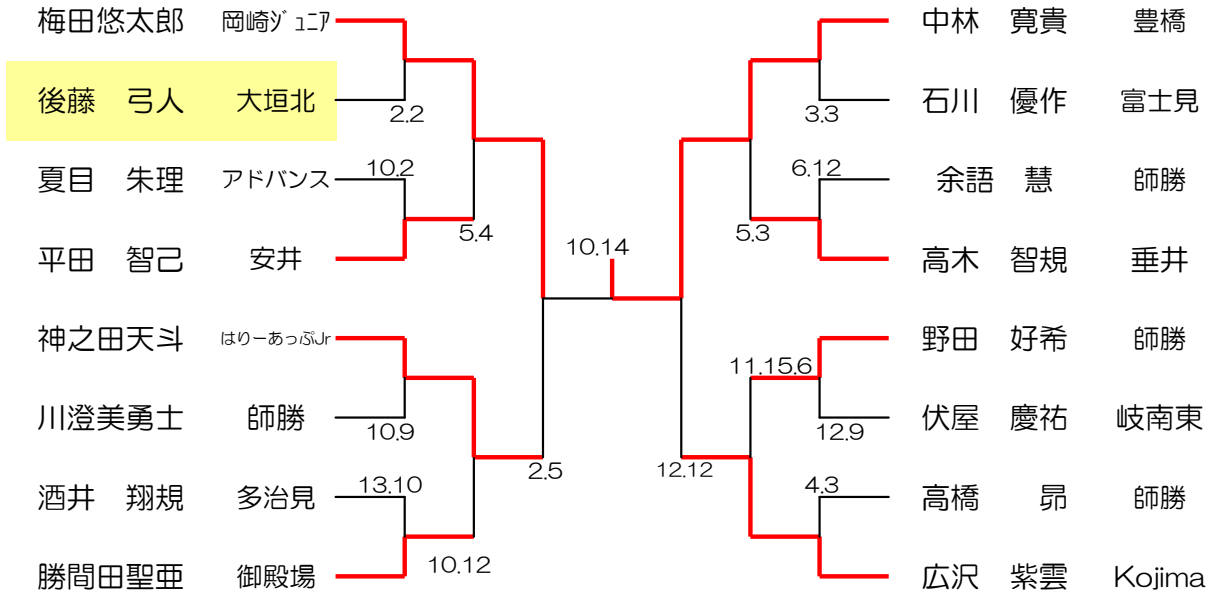 梅田悠太郎 岡崎ジュニア
後藤 弓人 大垣北
2.2
夏目 朱理 アドバンス
10.2
平田 智己 安井
5.4
神之田天斗 はりーあっぷJr
川澄美勇士 師勝
10.9
酒井 翔規 多治見
13.10
2.5
勝間田聖亜 御殿場
10.12
10.14
中林 寛貴 豊橋
石川 優作 富士見
3.3
余語 慧 師勝
6.12
高木 智規 垂井
5.3
野田 好希 師勝
11.15.6
伏屋 慶祐 岐南東
12.9
12.12
高橋 昴 師勝
4.3
広沢 紫雲 Kojima